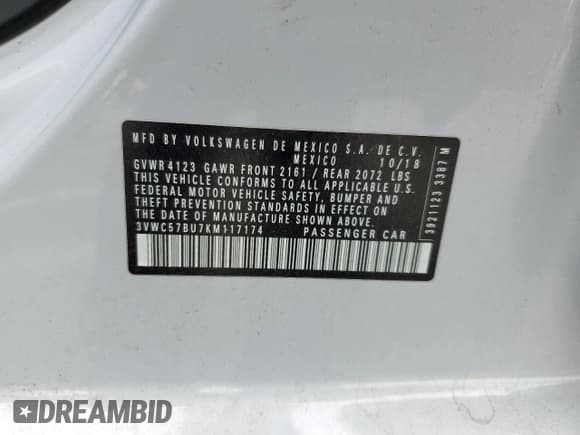 MFD BY VOLKSWAGEN DE MEXICO S.A. DE C.V.
MEXICO 10/18
GVWR 4123 GAWR FRONT 2161 / REAR 2072 LBS
THIS VEHICLE CONFORMS TO ALL APPLICABLE U.S.
FEDERAL MOTOR VEHICLE SAFETY, BUMPER AND
THEFT PREVENTION STANDARDS IN EFFECT ON
THE DATE OF MANUFACTURE SHOWN ABOVE.
3VWC57BU7KM117174 PASSENGER CAR
3921123 3387 M
DREAMBID